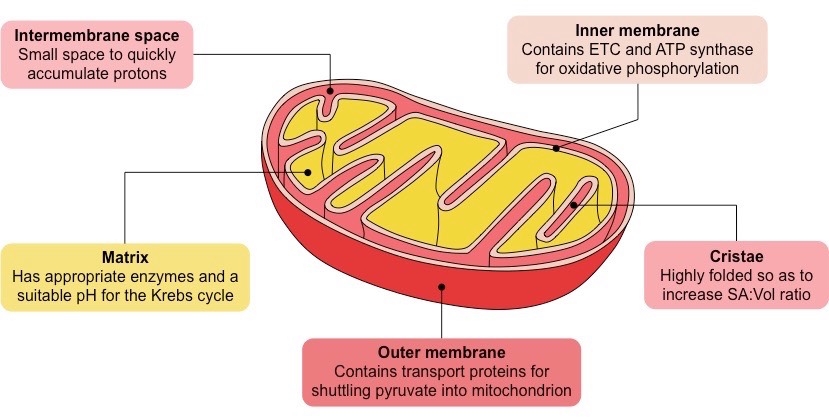 Intermembrane space
Small space to quickly
accumulate protons
Inner membrane
Contains ETC and ATP synthase
for oxidative phosphorylation
Matrix
Has appropriate enzymes and a
suitable pH for the Krebs cycle
Cristae
Highly folded so as to
increase SA:Vol ratio
Outer membrane
Contains transport proteins for
shuttling pyruvate into mitochondrion